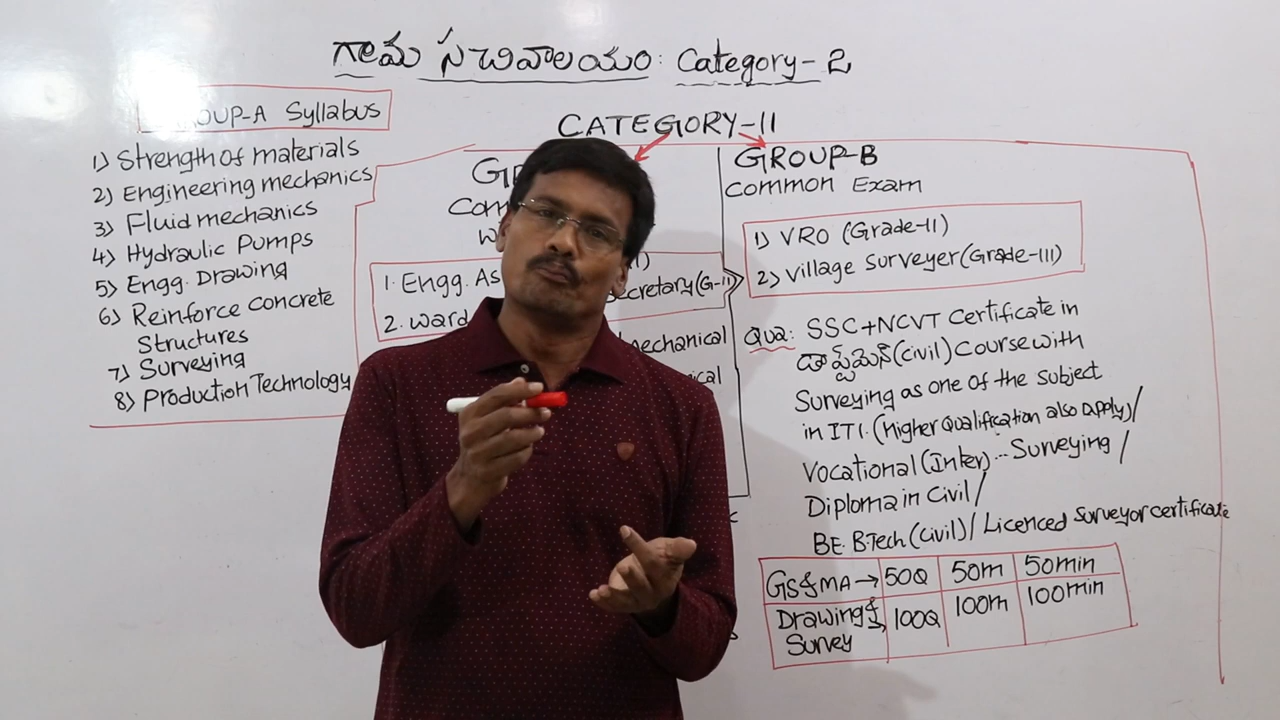 గ్రామ సచివాలయం: Category-2
OUP-A Syllabus
1) Strength of materials
2) Engineering mechanics
3) Fluid mechanics
4) Hydraulic Pumps
5) Engg. Drawing
6) Reinforce concrete
Structures
7) Surveying
8) Production Technology
CATEGORY-II
1. Engg. As
ecretary(G-II)
2. Ward
echanical
GROUP-B
Common Exam
1) VRO (Grade-II)
2) Village Surveyor (Grade-III)
Qua: SSC+NCVT Certificate in
డ్రాఫ్ట్స్‌మెన్ (civil) Course with
Surveying as one of the subject
in ITI. (Higher Qualification also apply)/
Vocational (Inter)... Surveying /
Diploma in Civil /
BE. B.Tech (Civil) / Licenced Surveyor certificate
GS & MA → 50Q 50m 50min
Drawing & Survey → 100Q 100m 100min